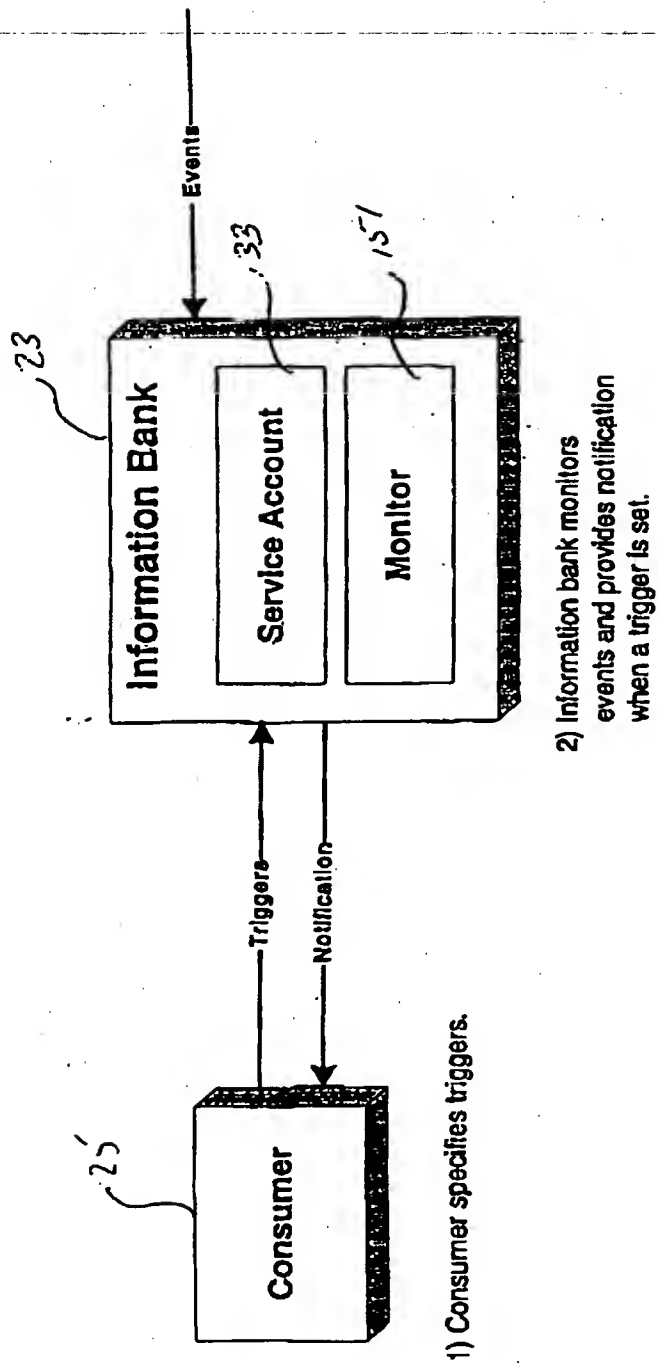 23
Information Bank
Service Account
33
Monitor
151
Events
Triggers
Notification
25
Consumer
1) Consumer specifies triggers.
2) Information bank monitors
events and provides notification
when a trigger is set.